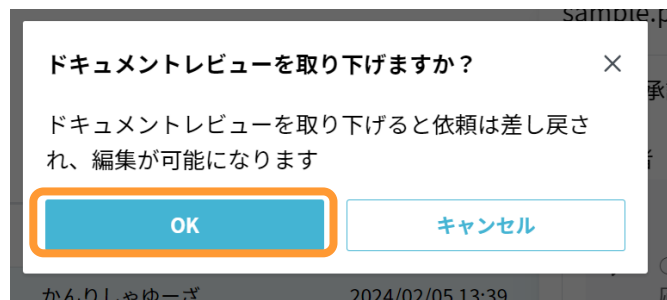 sample.p
ドキュメントレビューを取り下げますか？
承
ドキュメントレビューを取り下げると依頼は差し戻さ
れ、編集が可能になります
OK
キャンセル
かんりしゃゆーざ
2024/02/05 13:39